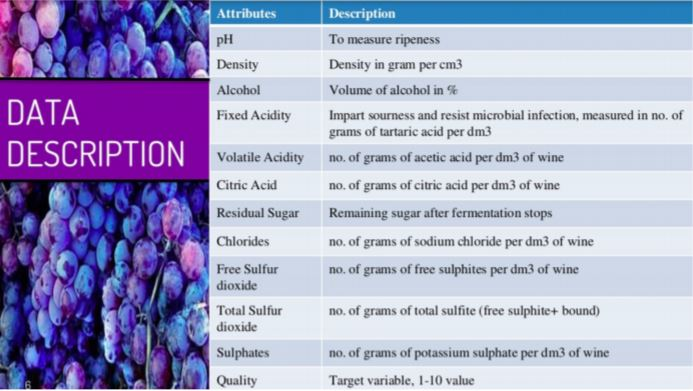 DATA
DESCRIPTION
6
Attributes Description
pH To measure ripeness
Density Density in gram per cm3
Alcohol Volume of alcohol in %
Fixed Acidity Impart sourness and resist microbial infection, measured in no. of
grams of tartaric acid per dm3
Volatile Acidity no. of grams of acetic acid per dm3 of wine
Citric Acid no. of grams of citric acid per dm3 of wine
Residual Sugar Remaining sugar after fermentation stops
Chlorides no. of grams of sodium chloride per dm3 of wine
Free Sulfur no. of grams of free sulphites per dm3 of wine
dioxide
Total Sulfur no. of grams of total sulfite (free sulphite+ bound)
dioxide
Sulphates no. of grams of potassium sulphate per dm3 of wine
Quality Target variable, 1-10 value